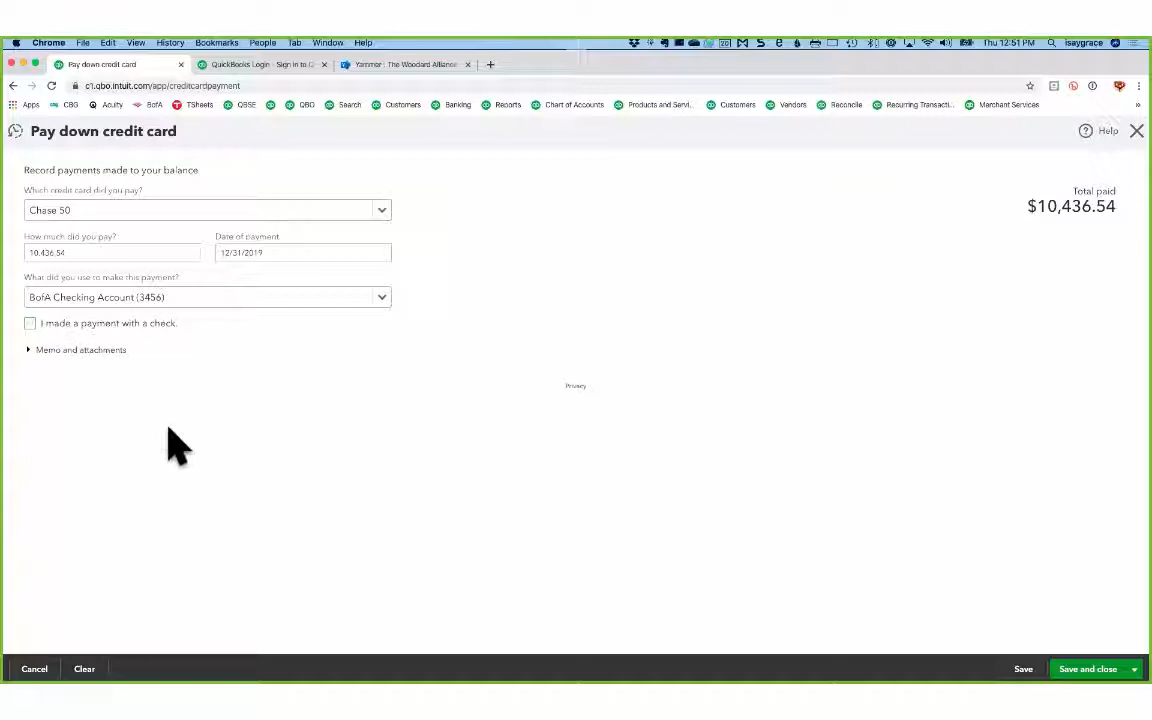 Chrome File Edit View History Bookmarks People Tab Window Help Thu 12:51 PM isaygrace
Pay down credit card QuickBooks Login - Sign in to Q Yammer : The Woodard Alliance
c1.qbo.intuit.com/app/creditcardpayment
Apps CBG Acuity BofA TSheets QBSE QBO Search Customers Banking Reports Chart of Accounts Products and Servi... Customers Vendors Reconcile Recurring Transacti... Merchant Services »
Pay down credit card Help
Record payments made to your balance
Which credit card did you pay? Total paid
Chase 50 $10,436.54
How much did you pay? Date of payment
10,436.54 12/31/2019
What did you use to make this payment?
BofA Checking Account (3456)
I made a payment with a check.
Memo and attachments
Privacy
Cancel Clear Save Save and close